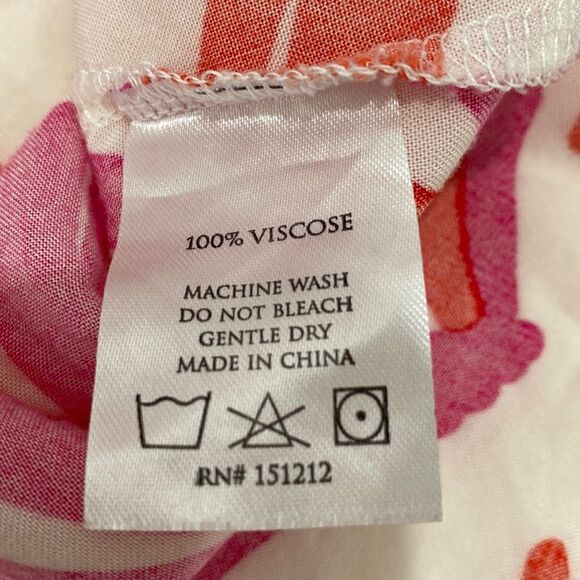 100% VISCOSE
MACHINE WASH
DO NOT BLEACH
GENTLE DRY
MADE IN CHINA
RN# 151212